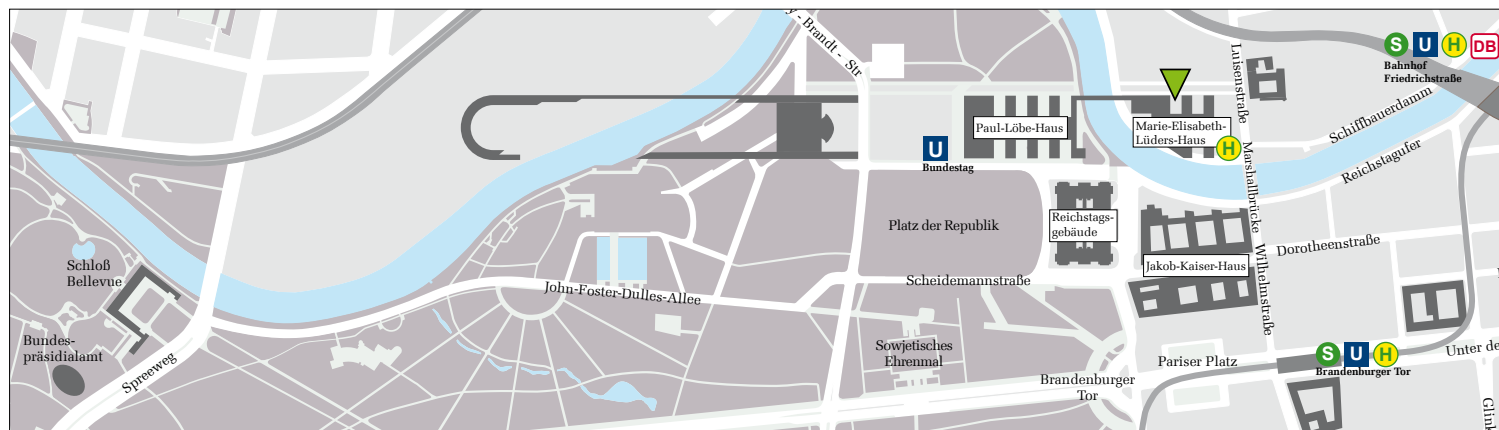 y - Brandt - Str
Luisenstraße
S U H DB
Bahnhof
Friedrichstraße
Schiffbauerdamm
Reichstagufer
Paul-Löbe-Haus
Marie-Elisabeth-
Lüders-Haus
H
U
Bundestag
Marshallbrücke
Platz der Republik
Reichstags-
gebäude
Dorotheenstraße
Schloß
Bellevue
Jakob-Kaiser-Haus
Wilhelmstraße
Scheidemannstraße
John-Foster-Dulles-Allee
Bundes-
präsidialamt
Spreeweg
Sowjetisches
Ehrenmal
Pariser Platz
S U H
Brandenburger Tor
Unter de
Brandenburger
Tor
Glink